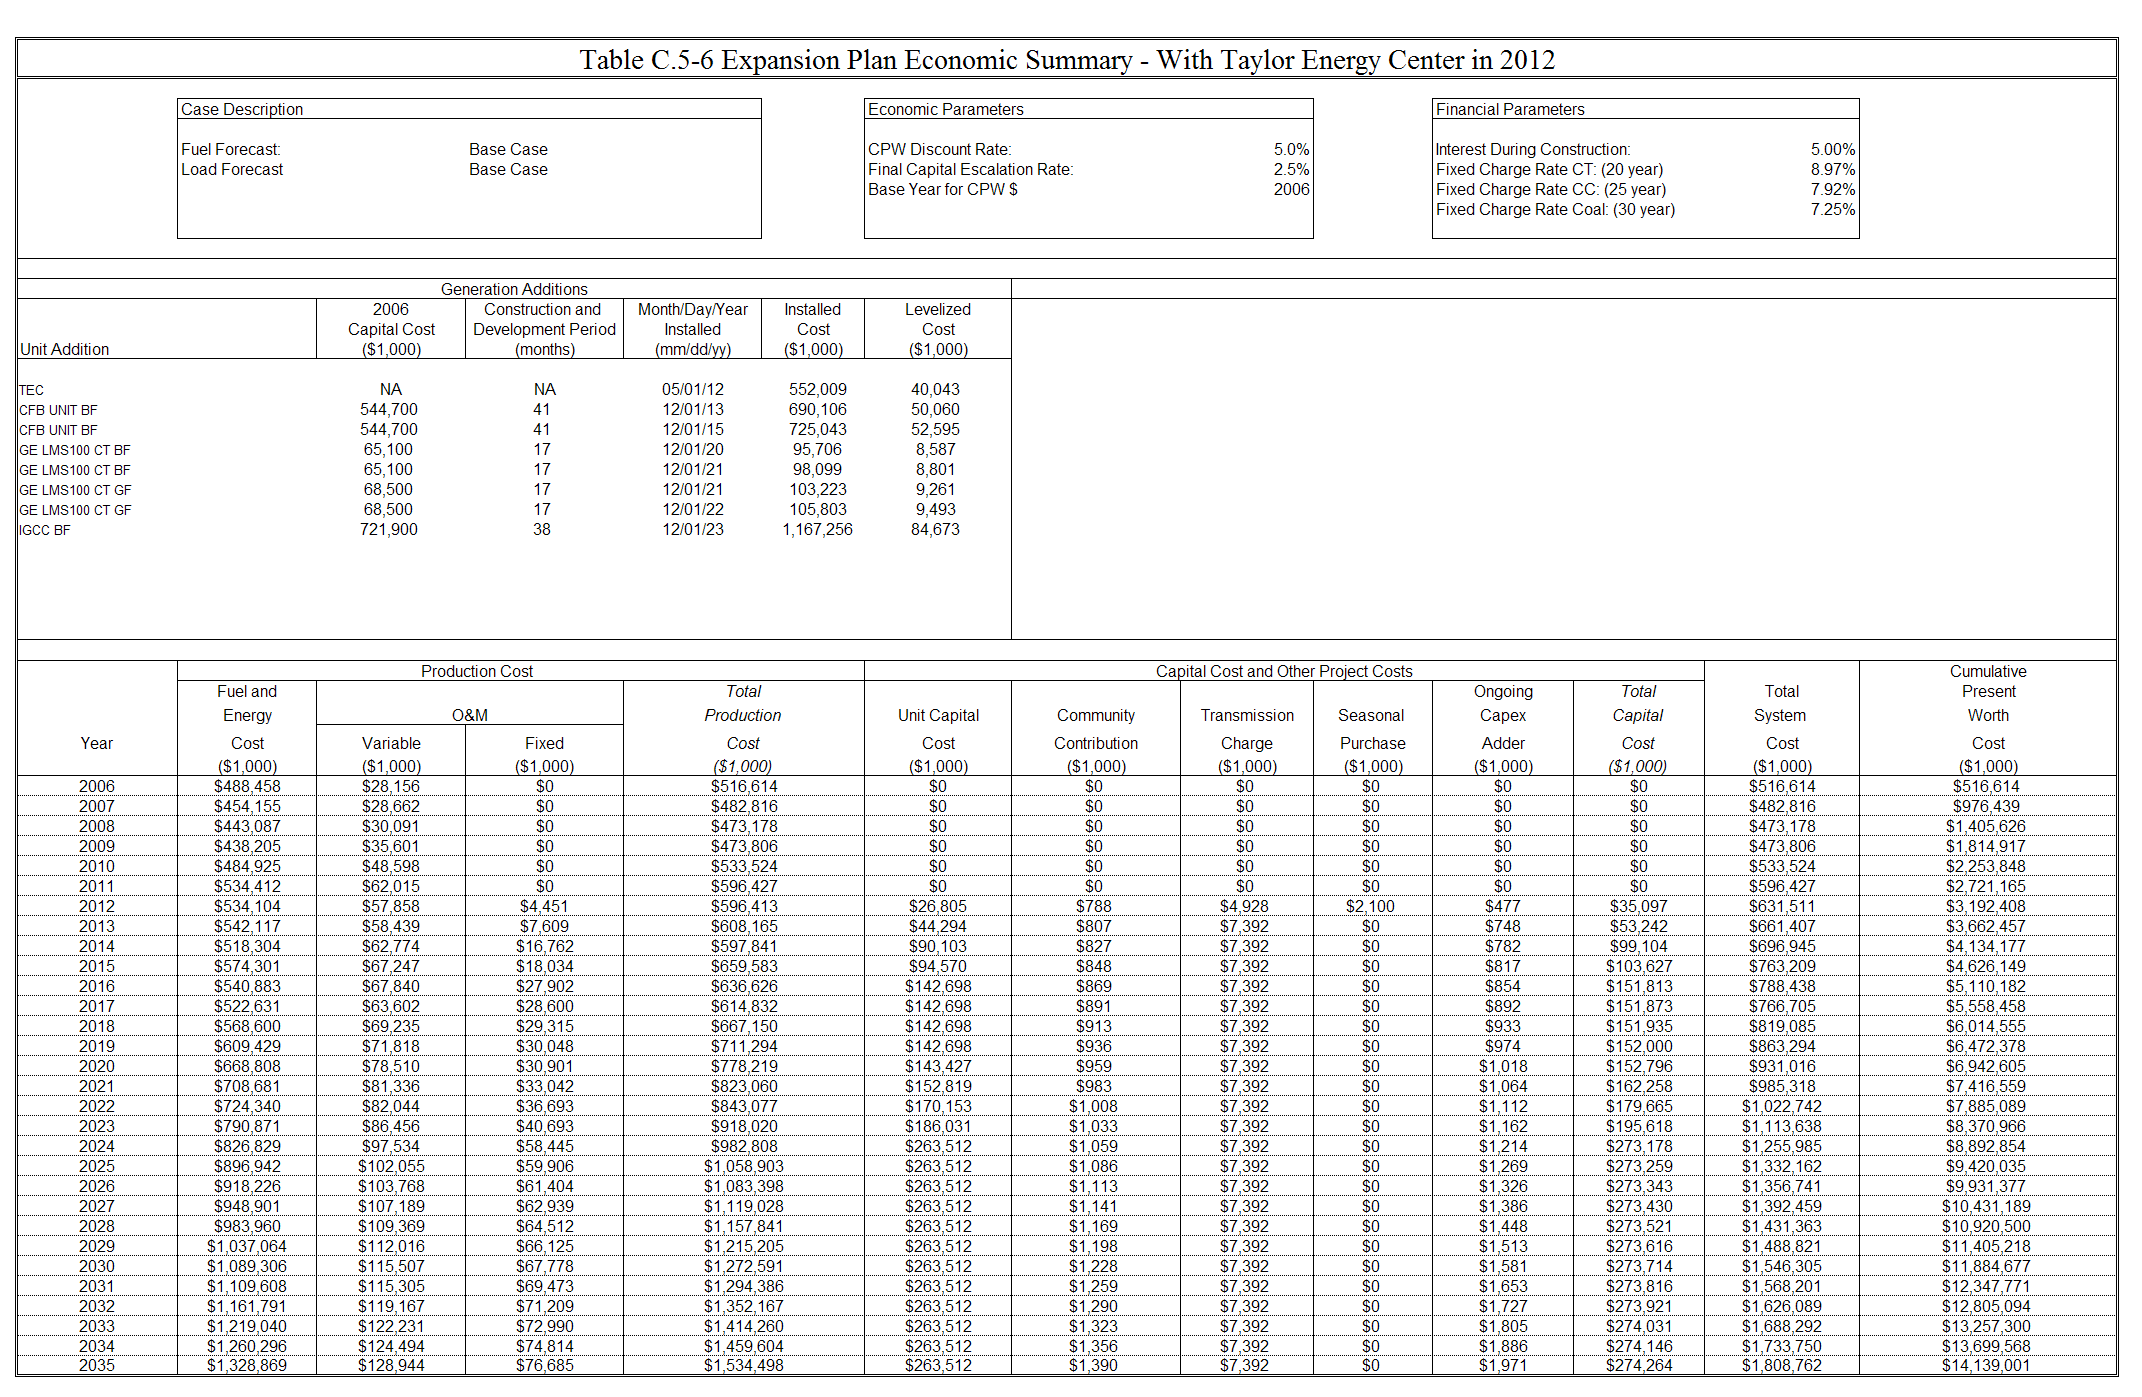 Table C.5-6 Expansion Plan Economic Summary - With Taylor Energy Center in 2012
Case Description Economic Parameters Financial Parameters
Fuel Forecast: Base Case CPW Discount Rate: 5.0% Interest During Construction: 5.00%
Load Forecast Base Case Final Capital Escalation Rate: 2.5% Fixed Charge Rate CT: (20 year) 8.97%
Base Year for CPW $ 2006 Fixed Charge Rate CC: (25 year) 7.92%
Fixed Charge Rate Coal: (30 year) 7.25%
Generation Additions
2006 Construction and Month/Day/Year Installed Levelized
Capital Cost Development Period Installed Cost Cost
Unit Addition ($1,000) (months) (mm/dd/yy) ($1,000) ($1,000)
TEC NA NA 05/01/12 552,009 40,043
CFB UNIT BF 544,700 41 12/01/13 690,106 50,060
CFB UNIT BF 544,700 41 12/01/15 725,043 52,595
GE LMS100 CT BF 65,100 17 12/01/20 95,706 8,587
GE LMS100 CT BF 65,100 17 12/01/21 98,099 8,801
GE LMS100 CT GF 68,500 17 12/01/21 103,223 9,261
GE LMS100 CT GF 68,500 17 12/01/22 105,803 9,493
IGCC BF 721,900 38 12/01/23 1,167,256 84,673
Production Cost Capital Cost and Other Project Costs Cumulative
Fuel and Total Ongoing Total Total Present
Energy O&M Production Unit Capital Community Transmission Seasonal Capex Capital System Worth
Year Cost Variable Fixed Cost Cost Contribution Charge Purchase Adder Cost Cost Cost
($1,000) ($1,000) ($1,000) ($1,000) ($1,000) ($1,000) ($1,000) ($1,000) ($1,000) ($1,000) ($1,000) ($1,000)
2006 $488,458 $28,156 $0 $516,614 $0 $0 $0 $0 $0 $0 $516,614 $516,614
2007 $454,155 $28,662 $0 $482,816 $0 $0 $0 $0 $0 $0 $482,816 $976,439
2008 $443,087 $30,091 $0 $473,178 $0 $0 $0 $0 $0 $0 $473,178 $1,405,626
2009 $438,205 $35,601 $0 $473,806 $0 $0 $0 $0 $0 $0 $473,806 $1,814,917
2010 $484,925 $48,598 $0 $533,524 $0 $0 $0 $0 $0 $0 $533,524 $2,253,848
2011 $534,412 $62,015 $0 $596,427 $0 $0 $0 $0 $0 $0 $596,427 $2,721,165
2012 $534,104 $57,858 $4,451 $596,413 $26,805 $788 $4,928 $2,100 $477 $35,097 $631,511 $3,192,408
2013 $542,117 $58,439 $7,609 $608,165 $44,294 $807 $7,392 $0 $748 $53,242 $661,407 $3,662,457
2014 $518,304 $62,774 $16,762 $597,841 $90,103 $827 $7,392 $0 $782 $99,104 $696,945 $4,134,177
2015 $574,301 $67,247 $18,034 $659,583 $94,570 $848 $7,392 $0 $817 $103,627 $763,209 $4,626,149
2016 $540,883 $67,840 $27,902 $636,626 $142,698 $869 $7,392 $0 $854 $151,813 $788,438 $5,110,182
2017 $522,631 $63,602 $28,600 $614,832 $142,698 $891 $7,392 $0 $892 $151,873 $766,705 $5,558,458
2018 $568,600 $69,235 $29,315 $667,150 $142,698 $913 $7,392 $0 $933 $151,935 $819,085 $6,014,555
2019 $609,429 $71,818 $30,048 $711,294 $142,698 $936 $7,392 $0 $974 $152,000 $863,294 $6,472,378
2020 $668,808 $78,510 $30,901 $778,219 $143,427 $959 $7,392 $0 $1,018 $152,796 $931,016 $6,942,605
2021 $708,681 $81,336 $33,042 $823,060 $152,819 $983 $7,392 $0 $1,064 $162,258 $985,318 $7,416,559
2022 $724,340 $82,044 $36,693 $843,077 $170,153 $1,008 $7,392 $0 $1,112 $179,665 $1,022,742 $7,885,089
2023 $790,871 $86,456 $40,693 $918,020 $186,031 $1,033 $7,392 $0 $1,162 $195,618 $1,113,638 $8,370,966
2024 $826,829 $97,534 $58,445 $982,808 $263,512 $1,059 $7,392 $0 $1,214 $273,178 $1,255,985 $8,892,854
2025 $896,942 $102,055 $59,906 $1,058,903 $263,512 $1,086 $7,392 $0 $1,269 $273,259 $1,332,162 $9,420,035
2026 $918,226 $103,768 $61,404 $1,083,398 $263,512 $1,113 $7,392 $0 $1,326 $273,343 $1,356,741 $9,931,377
2027 $948,901 $107,189 $62,939 $1,119,028 $263,512 $1,141 $7,392 $0 $1,386 $273,430 $1,392,459 $10,431,189
2028 $983,960 $109,369 $64,512 $1,157,841 $263,512 $1,169 $7,392 $0 $1,448 $273,521 $1,431,363 $10,920,500
2029 $1,037,064 $112,016 $66,125 $1,215,205 $263,512 $1,198 $7,392 $0 $1,513 $273,616 $1,488,821 $11,405,218
2030 $1,089,306 $115,507 $67,778 $1,272,591 $263,512 $1,228 $7,392 $0 $1,581 $273,714 $1,546,305 $11,884,677
2031 $1,109,608 $115,305 $69,473 $1,294,386 $263,512 $1,259 $7,392 $0 $1,653 $273,816 $1,568,201 $12,347,771
2032 $1,161,791 $119,167 $71,209 $1,352,167 $263,512 $1,290 $7,392 $0 $1,727 $273,921 $1,626,089 $12,805,094
2033 $1,219,040 $122,231 $72,990 $1,414,260 $263,512 $1,323 $7,392 $0 $1,805 $274,031 $1,688,292 $13,257,300
2034 $1,260,296 $124,494 $74,814 $1,459,604 $263,512 $1,356 $7,392 $0 $1,886 $274,146 $1,733,750 $13,699,568
2035 $1,328,869 $128,944 $76,685 $1,534,498 $263,512 $1,390 $7,392 $0 $1,971 $274,264 $1,808,762 $14,139,001